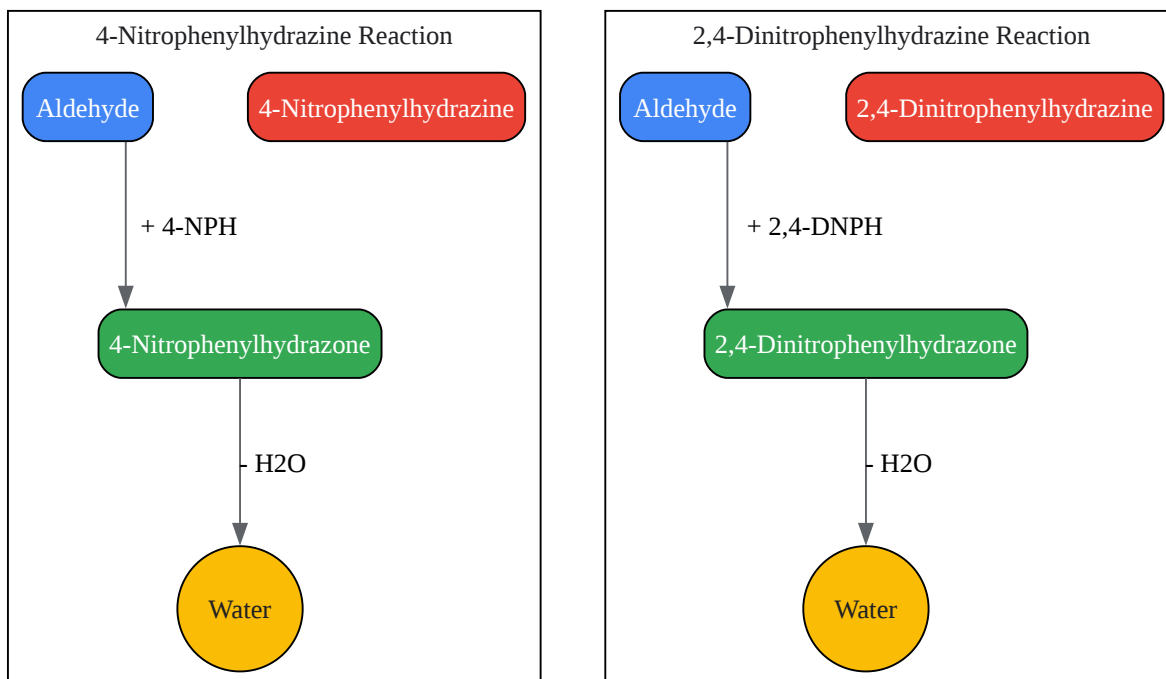 4-Nitrophenylhydrazine Reaction
Aldehyde
4-Nitrophenylhydrazine
+ 4-NPH
4-Nitrophenylhydrazone
- H2O
Water
2,4-Dinitrophenylhydrazine Reaction
Aldehyde
2,4-Dinitrophenylhydrazine
+ 2,4-DNPH
2,4-Dinitrophenylhydrazone
- H2O
Water